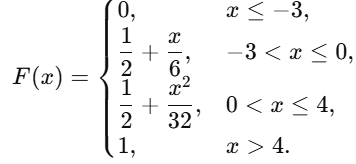 F(x) = { 0, x ≤ −3,
1/2 + x/6, −3 < x ≤ 0,
1/2 + x²/32, 0 < x ≤ 4,
1, x > 4.